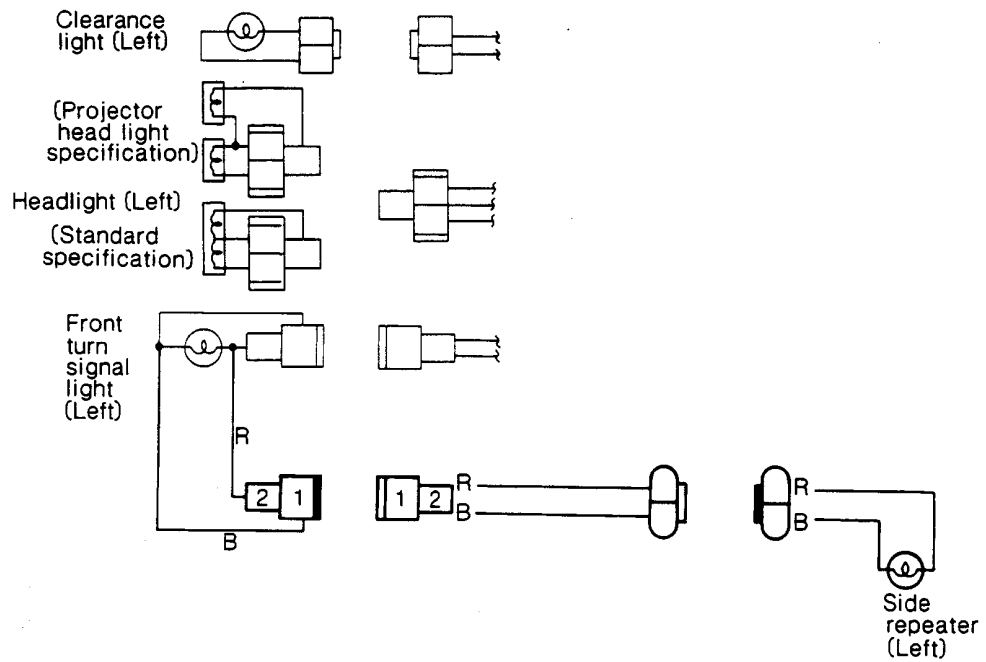 Clearance
light (Left)
(Projector
head light
specification)
Headlight (Left)
(Standard
specification)
Front
turn
signal
light
(Left)
R
2 1
B
1 2
R
B
R
B
Side
repeater
(Left)